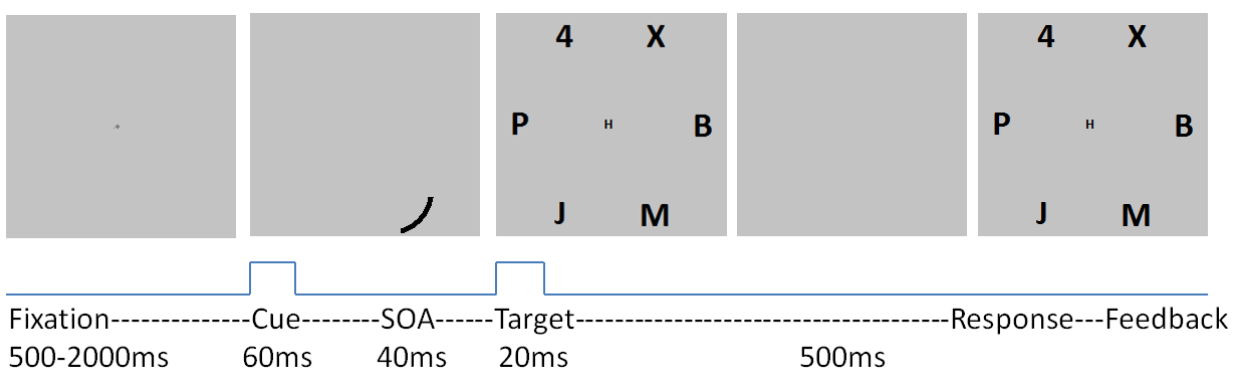 4 X 4 X
P H B P H B
J M J M
Fixation--------------Cue--------SOA------Target--------------------------------------Response---Feedback
500-2000ms 60ms 40ms 20ms 500ms